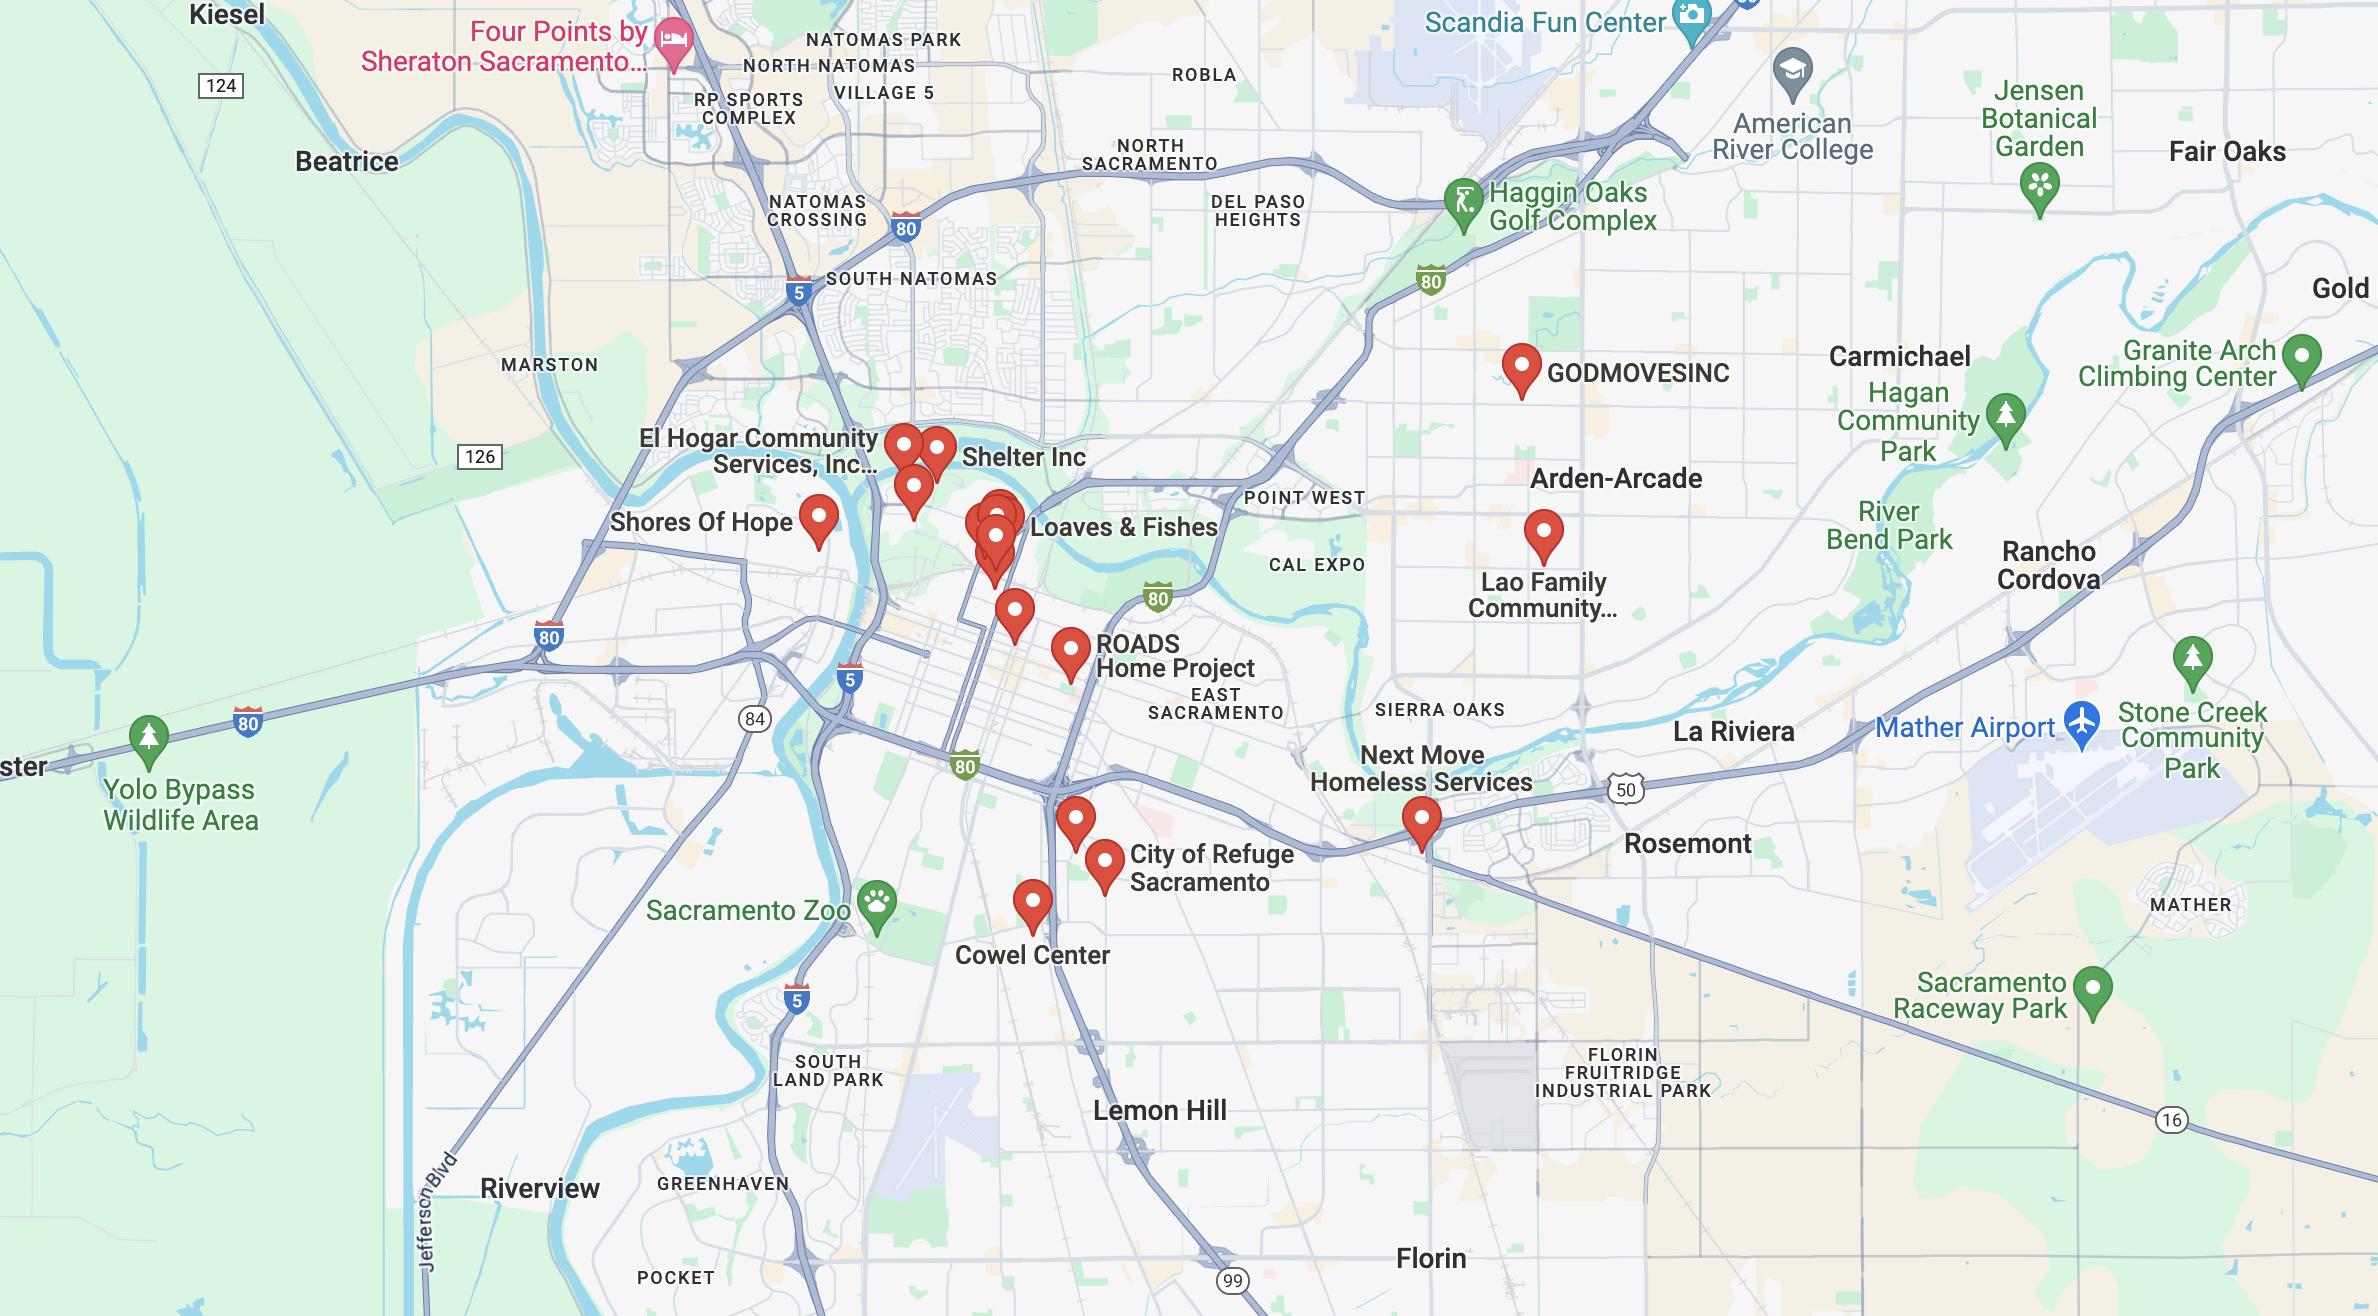 Kiesel
Four Points by
Sheraton Sacramento...
124
Beatrice
NATOMAS PARK
NORTH NATOMAS
VILLAGE 5
RP SPORTS
COMPLEX
ROBLA
Scandia Fun Center
American
River College
Jensen
Botanical
Garden
Fair Oaks
NORTH
SACRAMENTO
NATOMAS
CROSSING
80
DEL PASO
HEIGHTS
Haggin Oaks
Golf Complex
5
SOUTH NATOMAS
80
Gold
MARSTON
GODMOVESINC
Carmichael
Granite Arch
Climbing Center
Hagan
Community
Park
126
El Hogar Community
Services, Inc...
Shelter Inc
Arden-Arcade
POINT WEST
Shores Of Hope
Loaves & Fishes
River
Bend Park
CAL EXPO
Rancho
Cordova
Lao Family
Community...
80
80
ROADS
Home Project
5
EAST
SACRAMENTO
SIERRA OAKS
84
80
La Riviera
Mather Airport
Stone Creek
Community
Park
ster
Yolo Bypass
Wildlife Area
80
Next Move
Homeless Services
50
Rosemont
City of Refuge
Sacramento
Sacramento Zoo
MATHER
Cowel Center
5
Sacramento
Raceway Park
SOUTH
LAND PARK
FLORIN
FRUITRIDGE
INDUSTRIAL PARK
Lemon Hill
16
Jefferson Blvd
Riverview
GREENHAVEN
Florin
POCKET
99